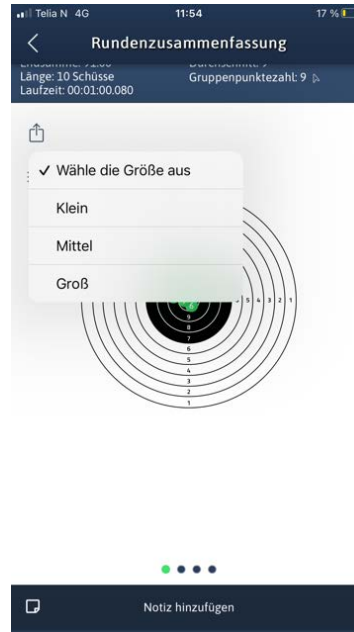 Telia N 4G 11:54 17 %
Rundenzusammenfassung
Länge: 10 Schüsse
Gruppenpunktezahl: 9
Laufzeit: 00:01:00.080
✓ Wähle die Größe aus
Klein
Mittel
Groß
5 4 3 2 1
9
8
7
6
5
4
3
2
1
Notiz hinzufügen